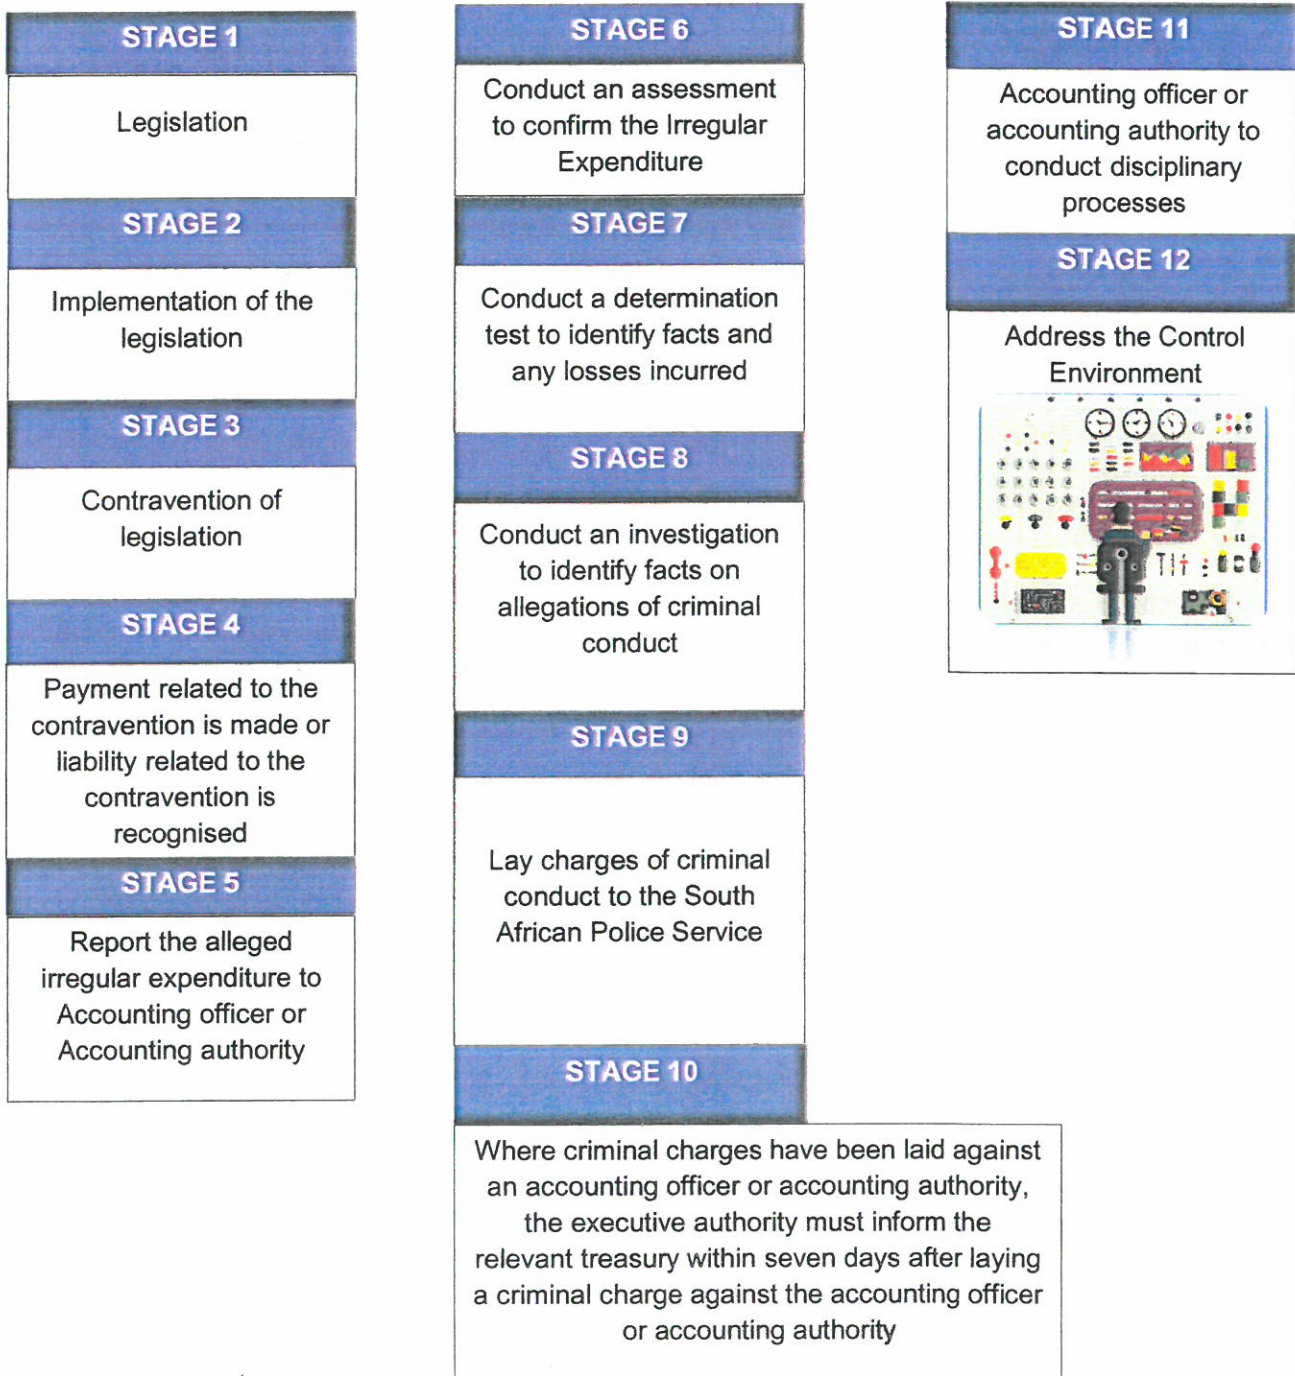 STAGE 1
Legislation
STAGE 2
Implementation of the
legislation
STAGE 3
Contravention of
legislation
STAGE 4
Payment related to the
contravention is made or
liability related to the
contravention is
recognised
STAGE 5
Report the alleged
irregular expenditure to
Accounting officer or
Accounting authority
STAGE 6
Conduct an assessment
to confirm the Irregular
Expenditure
STAGE 7
Conduct a determination
test to identify facts and
any losses incurred
STAGE 8
Conduct an investigation
to identify facts on
allegations of criminal
conduct
STAGE 9
Lay charges of criminal
conduct to the South
African Police Service
STAGE 10
Where criminal charges have been laid against
an accounting officer or accounting authority,
the executive authority must inform the
relevant treasury within seven days after laying
a criminal charge against the accounting officer
or accounting authority
STAGE 11
Accounting officer or
accounting authority to
conduct disciplinary
processes
STAGE 12
Address the Control
Environment